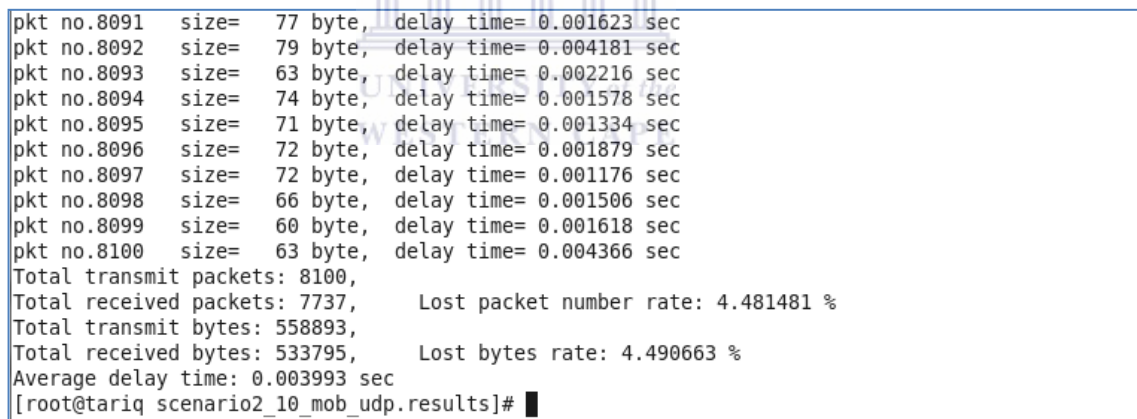 pkt no.8091   size=   77 byte,  delay time= 0.001623 sec
pkt no.8092   size=   79 byte,  delay time= 0.004181 sec
pkt no.8093   size=   63 byte,  delay time= 0.002216 sec
UNIVERSITY of the
pkt no.8094   size=   74 byte,  delay time= 0.001578 sec
pkt no.8095   size=   71 byte,  delay time= 0.001334 sec
WESTERN CAPE
pkt no.8096   size=   72 byte,  delay time= 0.001879 sec
pkt no.8097   size=   72 byte,  delay time= 0.001176 sec
pkt no.8098   size=   66 byte,  delay time= 0.001506 sec
pkt no.8099   size=   60 byte,  delay time= 0.001618 sec
pkt no.8100   size=   63 byte,  delay time= 0.004366 sec
Total transmit packets: 8100,
Total received packets: 7737,     Lost packet number rate: 4.481481 %
Total transmit bytes: 558893,
Total received bytes: 533795,     Lost bytes rate: 4.490663 %
Average delay time: 0.003993 sec
[root@tariq scenario2_10_mob_udp.results]#